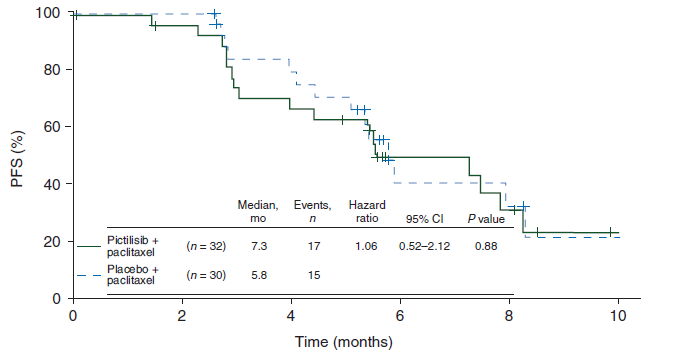 100
80
60
40
20
0
PFS (%)
Median, Events, Hazard
mo n ratio 95% CI P value
Pictilisib + paclitaxel (n = 32) 7.3 17 1.06 0.52–2.12 0.88
Placebo + paclitaxel (n = 30) 5.8 15
0 2 4 6 8 10
Time (months)